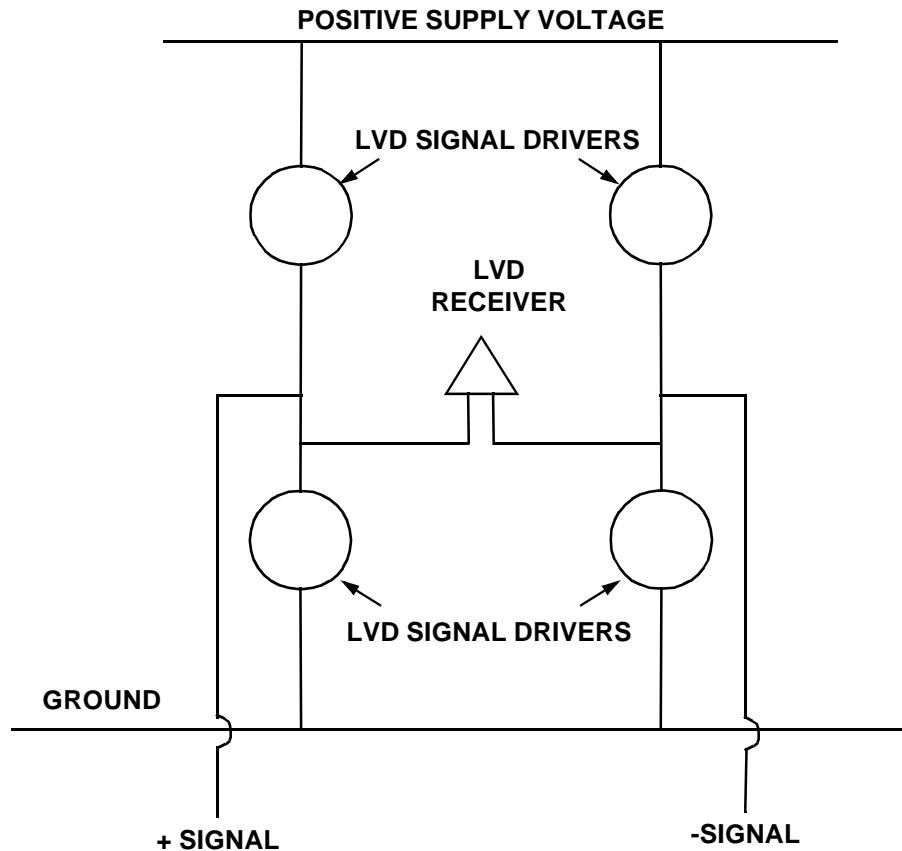 POSITIVE SUPPLY VOLTAGE
LVD SIGNAL DRIVERS
LVD
RECEIVER
LVD SIGNAL DRIVERS
GROUND
+ SIGNAL
-SIGNAL